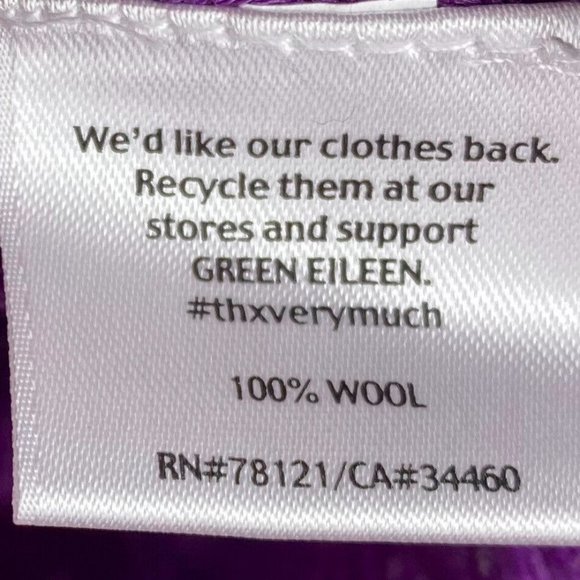 We'd like our clothes back.
Recycle them at our
stores and support
GREEN EILEEN.
#thxverymuch
100% WOOL
RN#78121/CA#34460